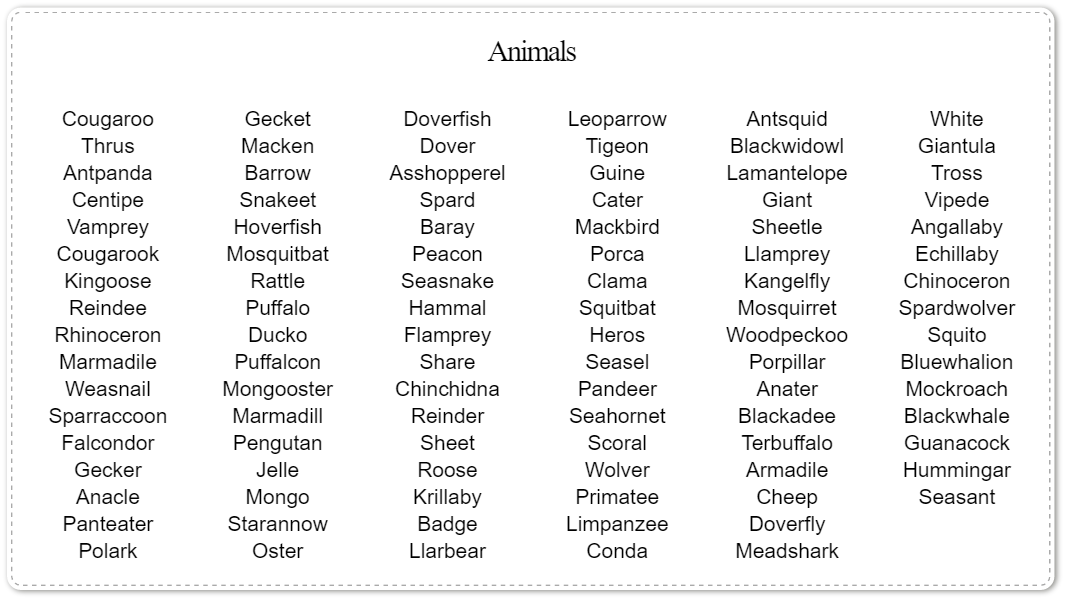 Animals
Cougaroo Gecket Doverfish Leoparrow Antsquid White
Thrus Macken Dover Tigeon Blackwidowl Giantula
Antpanda Barrow Asshopperel Guine Lamantelope Tross
Centipe Snakeet Spard Cater Giant Vipede
Vamprey Hoverfish Baray Mackbird Sheetle Angallaby
Cougarook Mosquitbat Peacon Porca Llamprey Echillaby
Kingoose Rattle Seasnake Clama Kangelfly Chinoceron
Reindee Puffalo Hammal Squitbat Mosquirret Spardwolver
Rhinoceron Ducko Flamprey Heros Woodpeckoo Squito
Marmadile Puffalcon Share Seasel Porpillar Bluewhalion
Weasnail Mongooster Chinchidna Pandeer Anater Mockroach
Sparraccoon Marmadill Reinder Seahornet Blackadee Blackwhale
Falcondor Pengutan Sheet Scoral Terbuffalo Guanacock
Gecker Jelle Roose Wolver Armadile Hummingar
Anacle Mongo Krillaby Primatee Cheep Seasant
Panteater Starannow Badge Limpanzee Doverfly
Polark Oster Llarbear Conda Meadshark